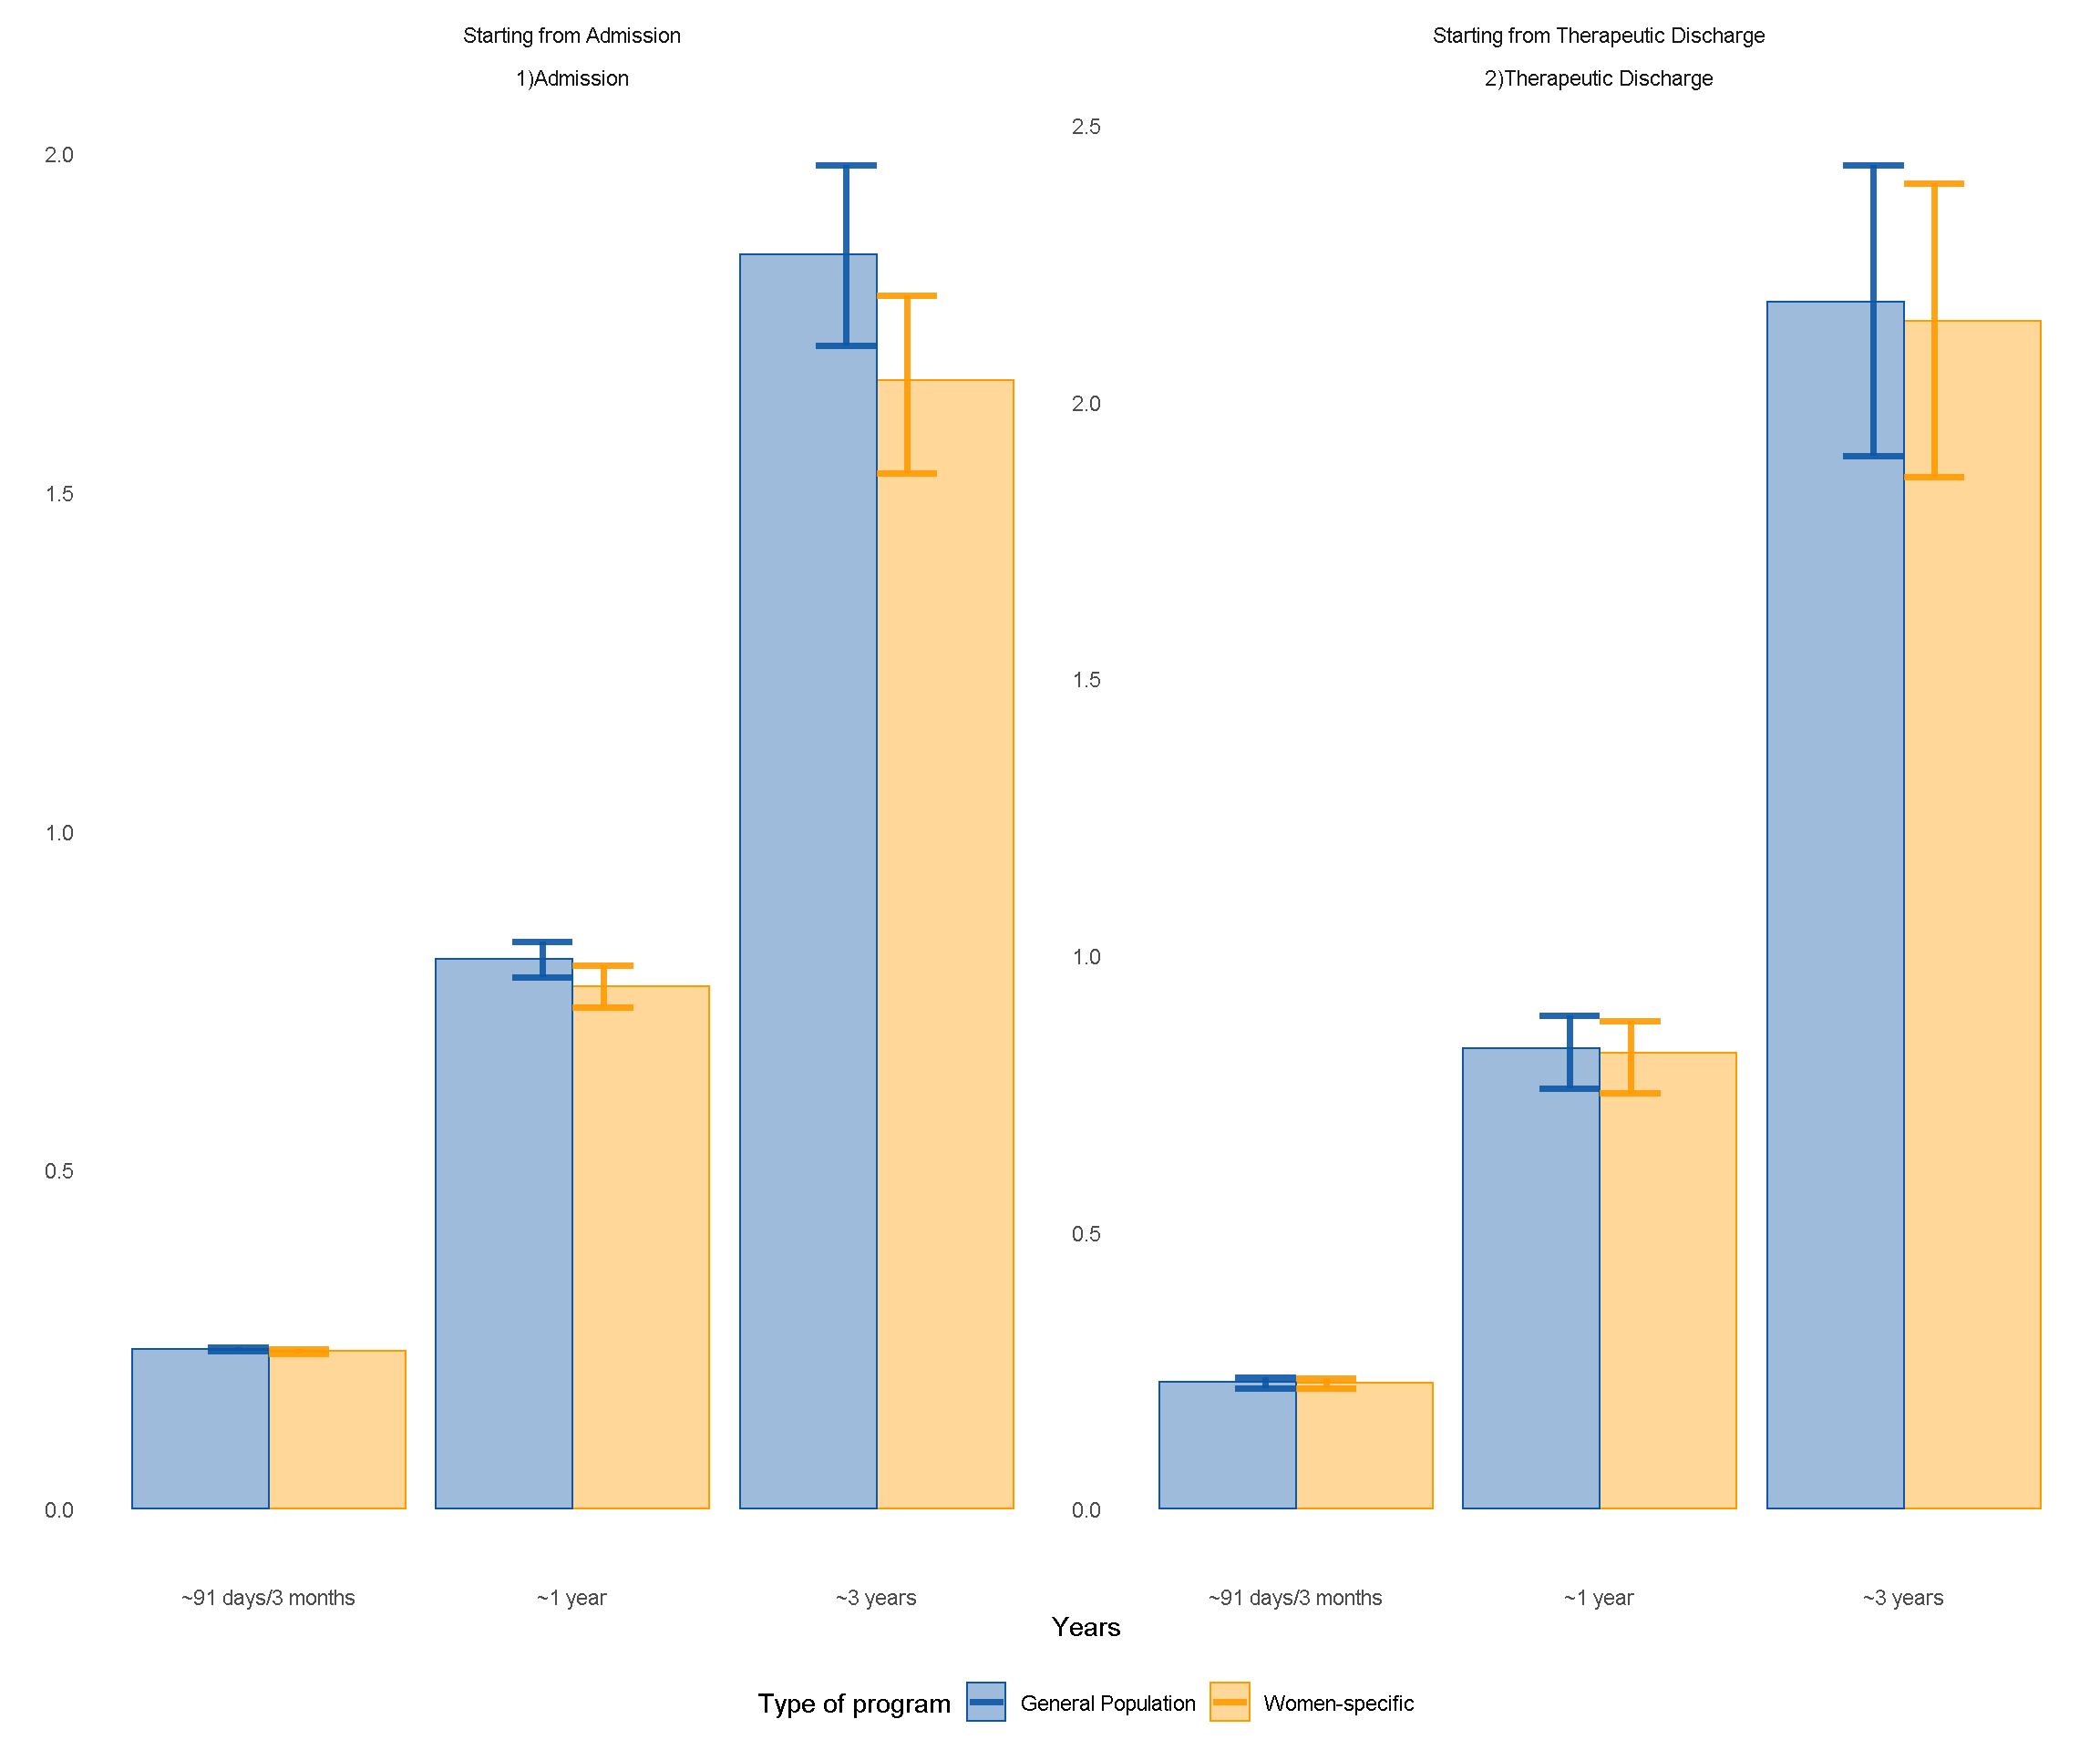 Starting from Admission
1)Admission
2.0
1.5
1.0
0.5
0.0
~91 days/3 months
~1 year
~3 years
Starting from Therapeutic Discharge
2)Therapeutic Discharge
2.5
2.0
1.5
1.0
0.5
0.0
~91 days/3 months
~1 year
~3 years
Years
Type of program General Population Women-specific